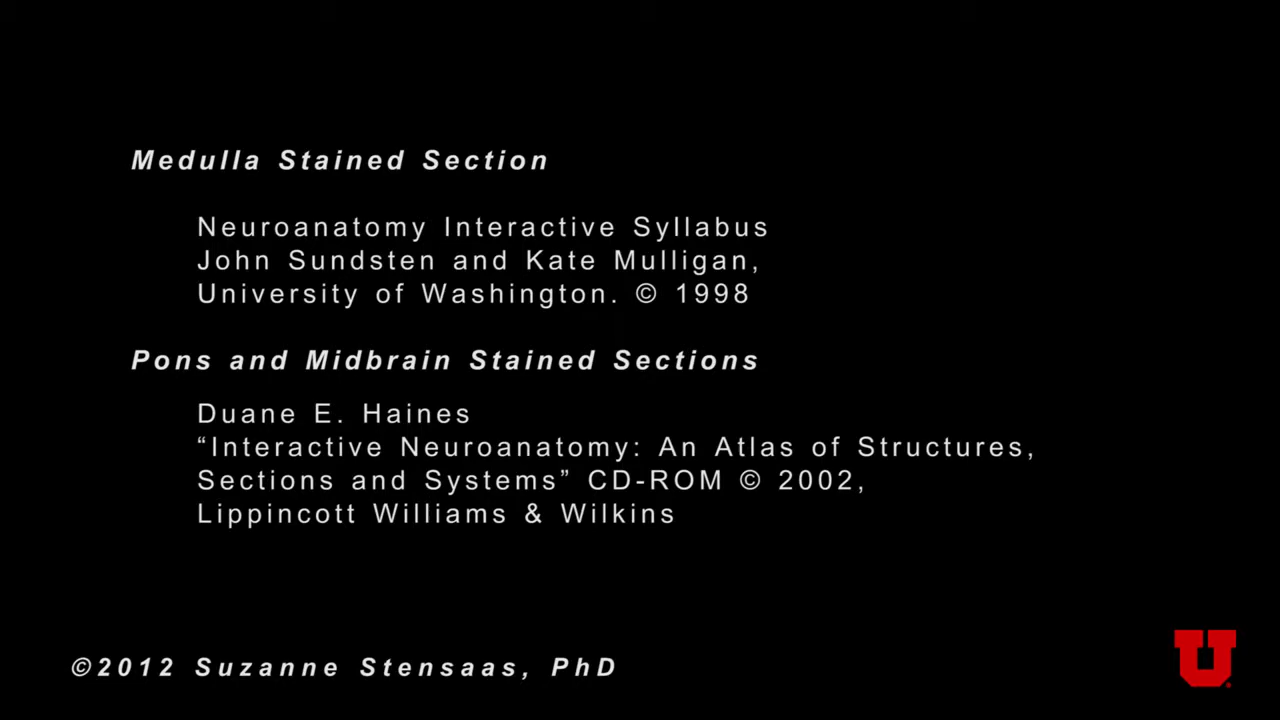 Medulla Stained Section
Neuroanatomy Interactive Syllabus
John Sundsten and Kate Mulligan,
University of Washington. © 1998
Pons and Midbrain Stained Sections
Duane E. Haines
“Interactive Neuroanatomy: An Atlas of Structures,
Sections and Systems” CD-ROM © 2002,
Lippincott Williams & Wilkins
©2012 Suzanne Stensaas, PhD
U